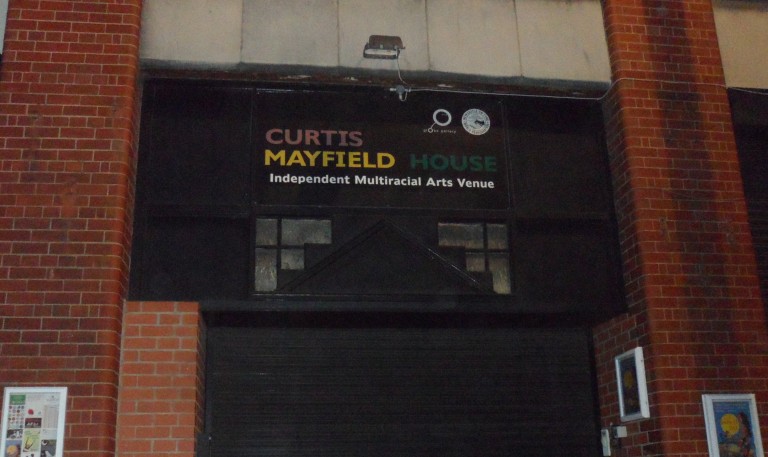 CURTIS
MAYFIELD HOUSE
Independent Multiracial Arts Venue